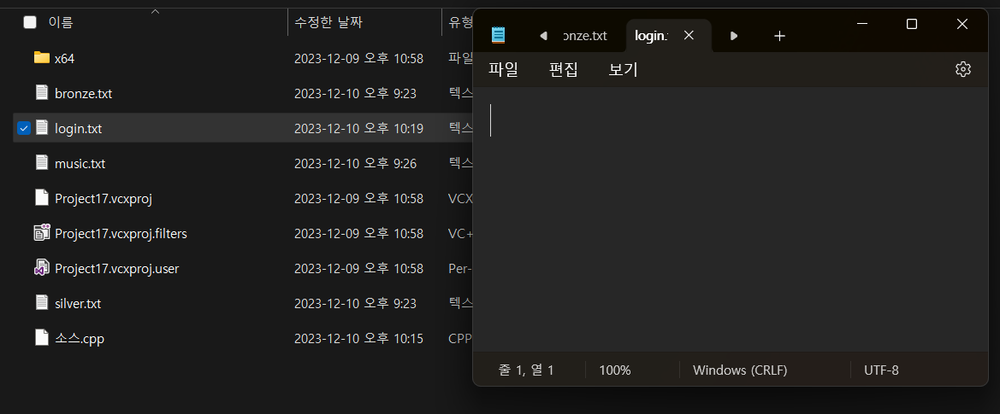 이름 수정한 날짜 유형
x64 2023-12-09 오후 10:58 파일
bronze.txt 2023-12-10 오후 9:23 텍스
login.txt 2023-12-10 오후 10:19 텍스
music.txt 2023-12-10 오후 9:26 텍스
Project17.vcxproj 2023-12-09 오후 10:58 VCX
Project17.vcxproj.filters 2023-12-09 오후 10:58 VC+
Project17.vcxproj.user 2023-12-09 오후 10:58 Per-
silver.txt 2023-12-10 오후 9:23 텍스
소스.cpp 2023-12-10 오후 10:15 CPP
onze.txt login.
파일 편집 보기
줄 1, 열 1 100% Windows (CRLF) UTF-8